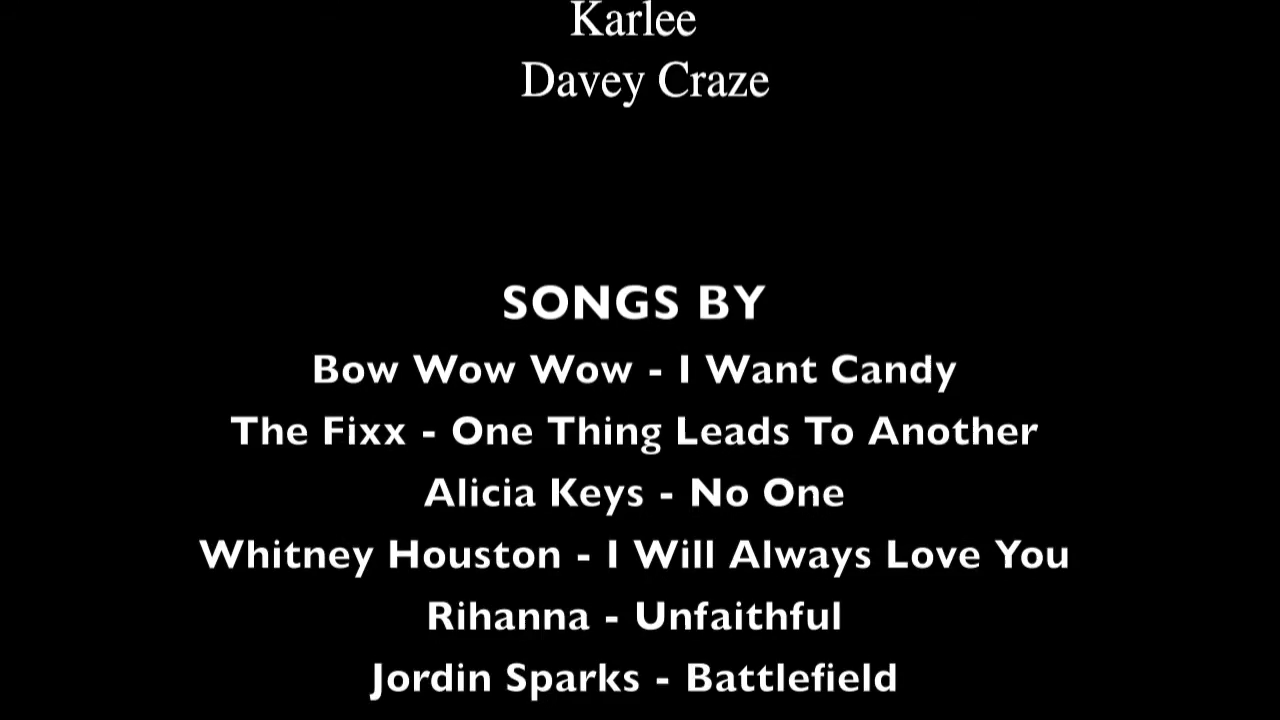 Karlee
Davey Craze
SONGS BY
Bow Wow Wow - I Want Candy
The Fixx - One Thing Leads To Another
Alicia Keys - No One
Whitney Houston - I Will Always Love You
Rihanna - Unfaithful
Jordin Sparks - Battlefield